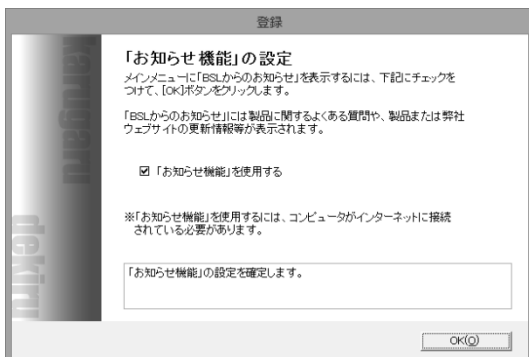 登録
karugaru
dekiru
「お知らせ機能」の設定
メインメニューに「BSLからのお知らせ」を表示するには、下記にチェックを
つけて、[OK]ボタンをクリックします。
「BSLからのお知らせ」には製品に関するよくある質問や、製品または弊社
ウェブサイトの更新情報等が表示されます。
「お知らせ機能」を使用する
※「お知らせ機能」を使用するには、コンピュータがインターネットに接続
されている必要があります。
「お知らせ機能」の設定を確定します。
OK(O)